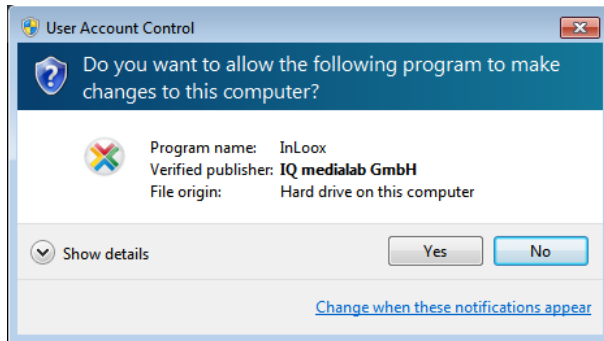 User Account Control
Do you want to allow the following program to make
changes to this computer?
Program name: InLoox
Verified publisher: IQ medialab GmbH
File origin: Hard drive on this computer
Show details
Yes
No
Change when these notifications appear